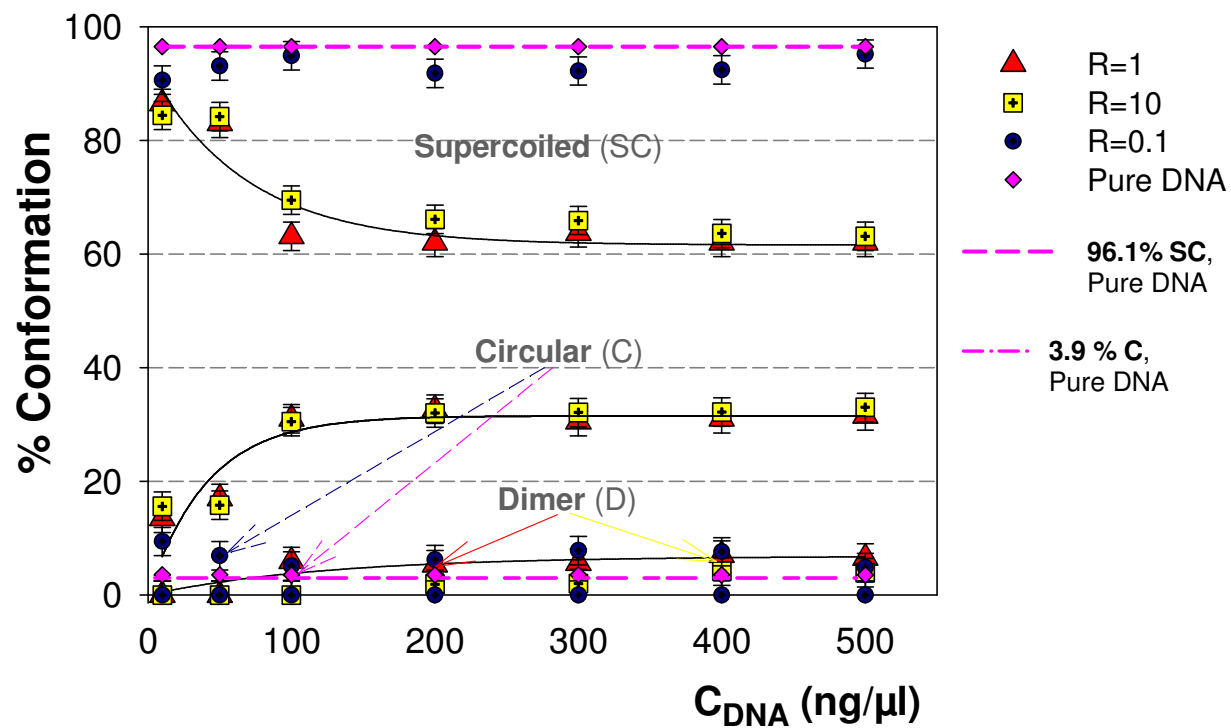 100
80
60
40
20
0
% Conformation
0 100 200 300 400 500
C_DNA (ng/µl)
Supercoiled (SC)
Circular (C)
Dimer (D)
R=1
R=10
R=0.1
Pure DNA
96.1% SC,
Pure DNA
3.9 % C,
Pure DNA